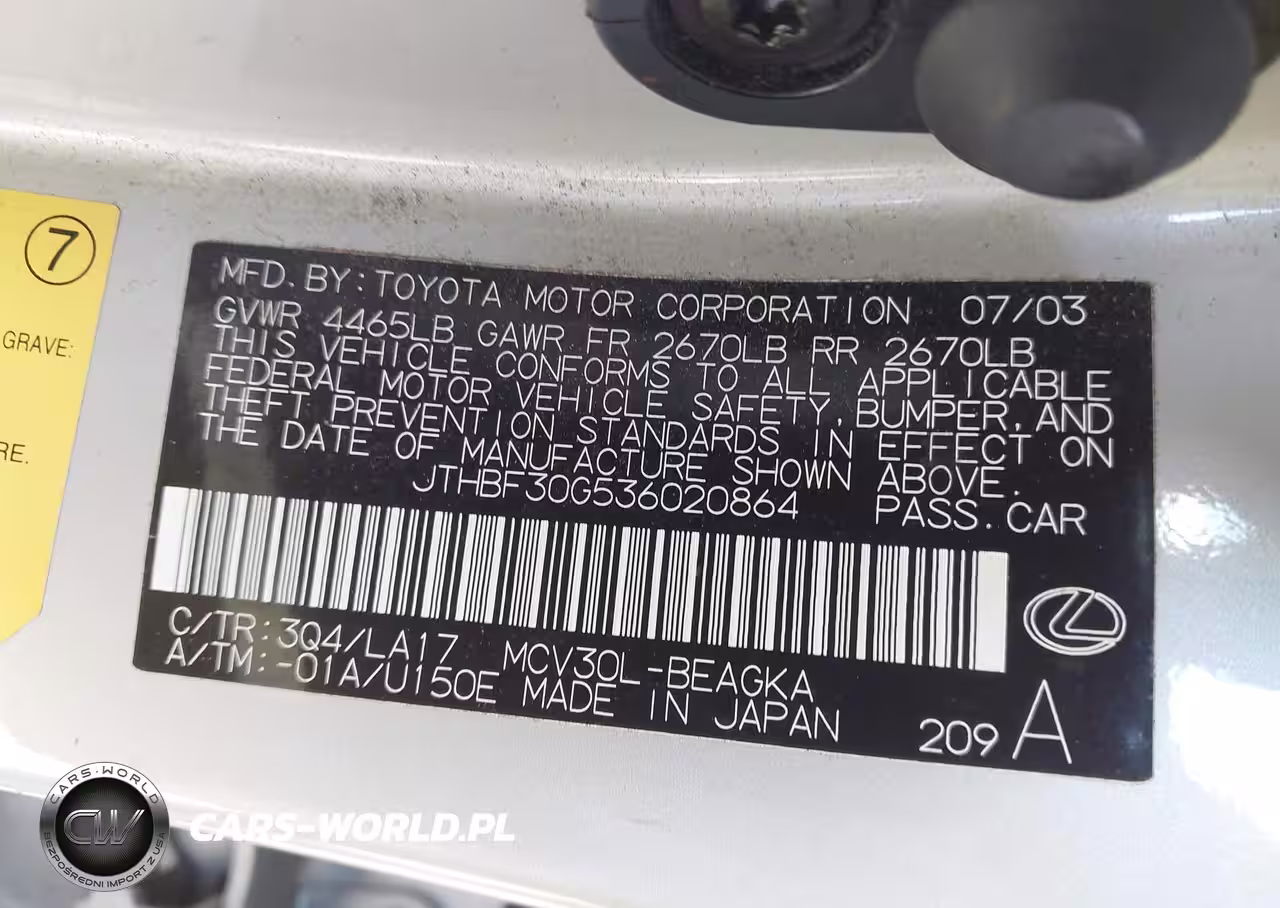 7
GRAVE:
RE.
MFD. BY: TOYOTA MOTOR CORPORATION 07/03
GVWR 4465LB GAWR FR 2670LB RR 2670LB
THIS VEHICLE CONFORMS TO ALL APPLICABLE
FEDERAL MOTOR VEHICLE SAFETY, BUMPER, AND
THEFT PREVENTION STANDARDS IN EFFECT ON
THE DATE OF MANUFACTURE SHOWN ABOVE.
JTHBF30G536020864 PASS. CAR
C/TR: 3Q4/LA17 MCV30L-BEAGKA
A/TM: -01A/U150E MADE IN JAPAN
209 A
CARS-WORLD
CW
BEZPOŚREDNI IMPORT Z USA
CARS-WORLD.PL